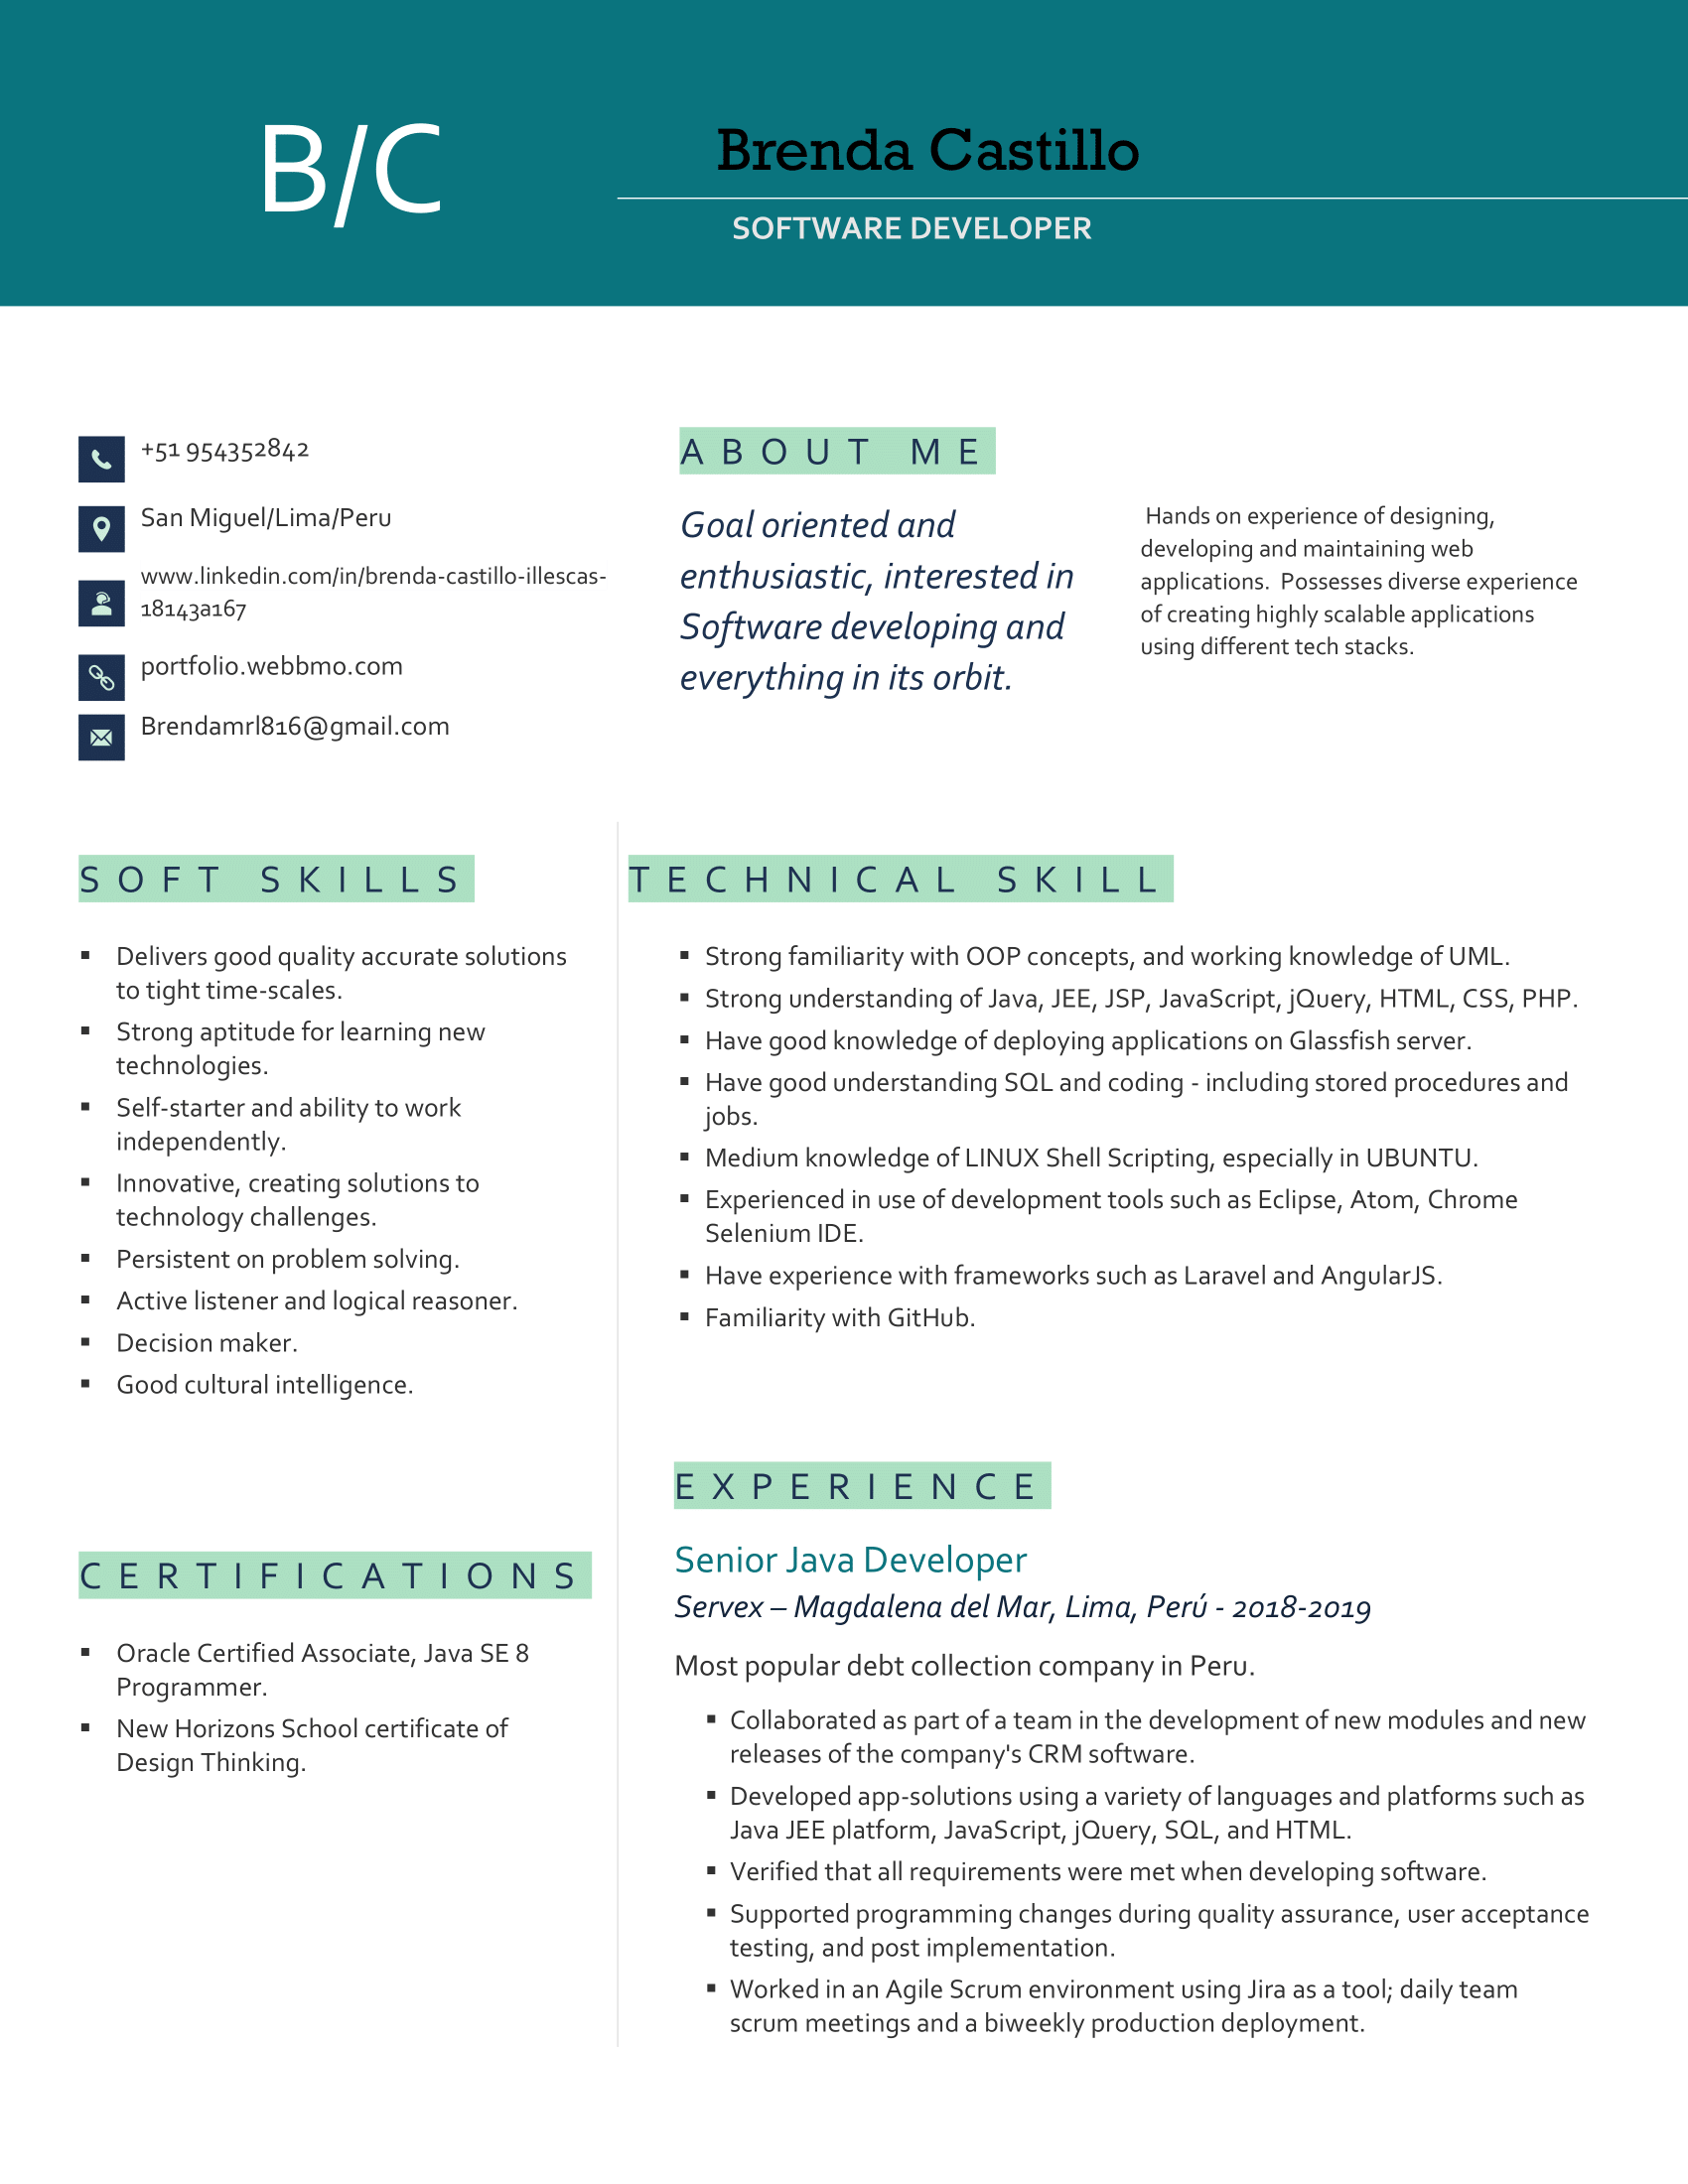 B/C
Brenda Castillo
SOFTWARE DEVELOPER
+51 954352842
San Miguel/Lima/Peru
www.linkedin.com/in/brenda-castillo-illescas-
18143a167
portfolio.webbmo.com
Brendamrl816@gmail.com
ABOUT ME
Goal oriented and
enthusiastic, interested in
Software developing and
everything in its orbit.
Hands on experience of designing,
developing and maintaining web
applications.  Possesses diverse experience
of creating highly scalable applications
using different tech stacks.
SOFT SKILLS
▪ Delivers good quality accurate solutions
to tight time-scales.
▪ Strong aptitude for learning new
technologies.
▪ Self-starter and ability to work
independently.
▪ Innovative, creating solutions to
technology challenges.
▪ Persistent on problem solving.
▪ Active listener and logical reasoner.
▪ Decision maker.
▪ Good cultural intelligence.
CERTIFICATIONS
▪ Oracle Certified Associate, Java SE 8
Programmer.
▪ New Horizons School certificate of
Design Thinking.
TECHNICAL SKILL
▪ Strong familiarity with OOP concepts, and working knowledge of UML.
▪ Strong understanding of Java, JEE, JSP, JavaScript, jQuery, HTML, CSS, PHP.
▪ Have good knowledge of deploying applications on Glassfish server.
▪ Have good understanding SQL and coding - including stored procedures and
jobs.
▪ Medium knowledge of LINUX Shell Scripting, especially in UBUNTU.
▪ Experienced in use of development tools such as Eclipse, Atom, Chrome
Selenium IDE.
▪ Have experience with frameworks such as Laravel and AngularJS.
▪ Familiarity with GitHub.
EXPERIENCE
Senior Java Developer
Servex – Magdalena del Mar, Lima, Perú - 2018-2019
Most popular debt collection company in Peru.
▪ Collaborated as part of a team in the development of new modules and new
releases of the company's CRM software.
▪ Developed app-solutions using a variety of languages and platforms such as
Java JEE platform, JavaScript, jQuery, SQL, and HTML.
▪ Verified that all requirements were met when developing software.
▪ Supported programming changes during quality assurance, user acceptance
testing, and post implementation.
▪ Worked in an Agile Scrum environment using Jira as a tool; daily team
scrum meetings and a biweekly production deployment.